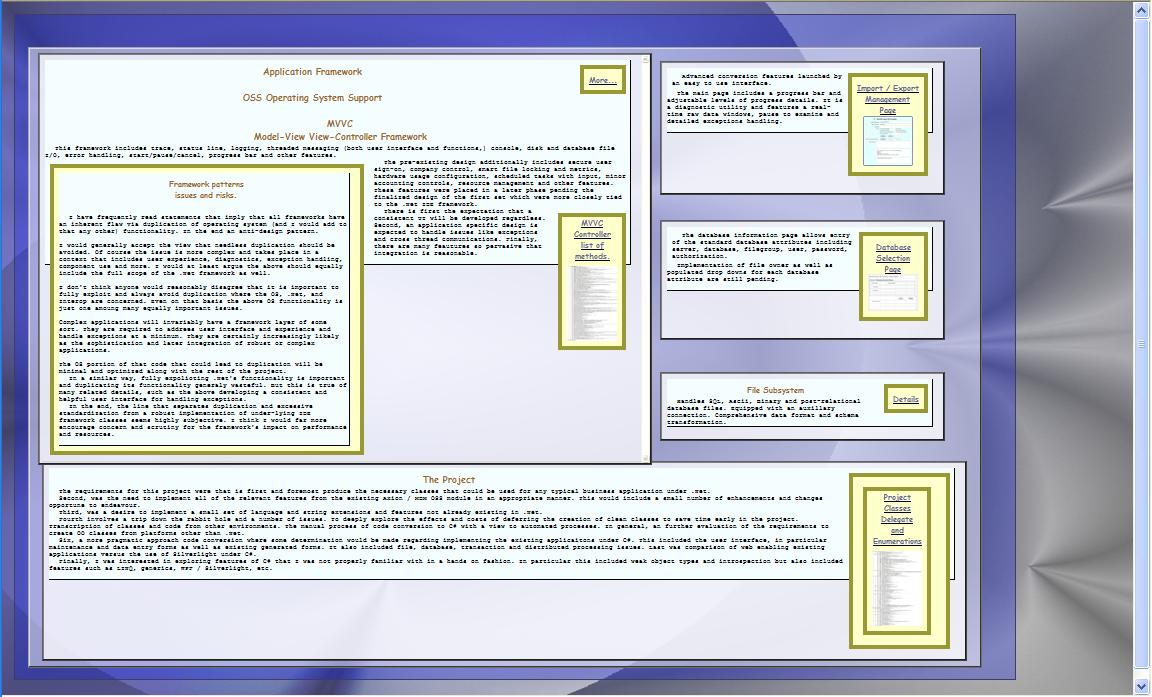 Application Framework
More...
OSS Operating System Support
MVVC
Model-View View-Controller Framework
This framework includes trace, status line, logging, threaded messaging (both user interface and functions,) console, disk and database file
I/O, error handling, start/pause/cancel, progress bar and other features.
The pre-existing design additionally includes secure user
sign-on, company control, smart file locking and metrics,
hardware usage configuration, scheduled tasks with input, minor
accounting controls, resource management and other features.
These features were placed in a later phase pending the
finalized design of the first set which were more closely tied
to the .net framework.
There is first the expectation that a
consistent UI will be developed regardless.
Second, an application specific design is
expected to handle issues like exceptions
and cross thread communications. Finally,
there are many features so pervasive that
integration is reasonable.
MVVC
Controller
list of
methods.
Framework patterns
issues and risks.
I have frequently read statements that imply that all frameworks have
an inherent flaw via duplication of operating system (and I would add to
that any other) functionality. In the end an anti-design pattern.
I would generally accept the view that needless duplication should be
avoided. Of course the issue is more complex and takes place in a
context that includes user experience, diagnostics, exception handling,
component use and more. I would at least argue the above should equally
include the full scope of the .net framework as well.
I don't think anyone would reasonably disagree that it is important to
fully exploit and always avoid duplication where the OS, .net, and
interop are concerned. Even on that basis the above OS functionality is
just one among many equally important issues.
Complex applications will invariably have a framework layer of some
sort. They are required to address user interface and experience and
handle exceptions at a minimum. They are certainly increasingly likely
as the sophistication and later integration of robust or complex
applications.
The OS portion of that code that could lead to duplication will be
minimal and optimized along with the rest of the project.
In a similar way, fully expolioting .net's functionality is important
and duplicating its functionality generaly wasteful. But this is true of
many related details, such as the above developing a consistent and
helpful user interface for handling exceptions.
In the end, the line that separates duplication and excessive
standardization from a robust implementation of under-lying
framework classes seems highly subjective. I think I would far more
encourage concern and scrutiny for the framework's impact on performance
and resources.
Advanced conversion features launched by
an easy to use interface.
The main page includes a progress bar and
adjustable levels of progress details. It is
a diagnostic utility and featuree a real-
time raw data windows, pause to examine and
detailed exceptions handling.
Import / Export
Management
Page
The database information page allows entry
of the standard database attributes including
server, database, filegroup, user, password,
authorization.
Implementation of file owner as well as
populated drop downs for each database
attribute are still pending.
Database
Selection
Page
File Subsystem
Handles SQL, ascii, binary and post-relational
database files. Equipped with an auxillary
connection. Comprehensive data format and schema
transformation.
Details
The Project
The requirements for this project were that is first and foremost produce the necessary classes that could be used for any typical business application under .net.
Second, was the need to implement all of the relevant features from the existing Axion / OSS module in an appropriate manner. This would include a small number of enhancements and changes
opportune to endeavour.
Third, was a desire to implement a small set of language and string extensions and features not already existing in .net.
Fourth involves a trip down the rabbit hole and a number of issues. To deeply explore the effects and costs of deferring the creation of clean classes to save time early in the project.
Transcription of classes and code from other environments. The manual process of code conversion to C# with a view to automated processes. In general, an further evaluation of the requirements to
create OO classes from platforms other than .net.
Six, a more pragmatic approach code conversion where some determination would be made regarding implementing the existing applicaitons under C#. This included the user interface, in particular
maintenance and data entry forms as well as existing generated forms. It also included file, database, transaction and distributed processing issues. Last was comparison of web enabling existing
applications versus the use of Silverlight under C#.
Finally, I was interested in exploring features of C# that I was not properly familiar with in a hands on fashion. In particular this included weak object types and introspection but also included
features such as LINQ, generics, WPF / Silverlight, etc.
Project
Classes
Delegate
and
Enumerations